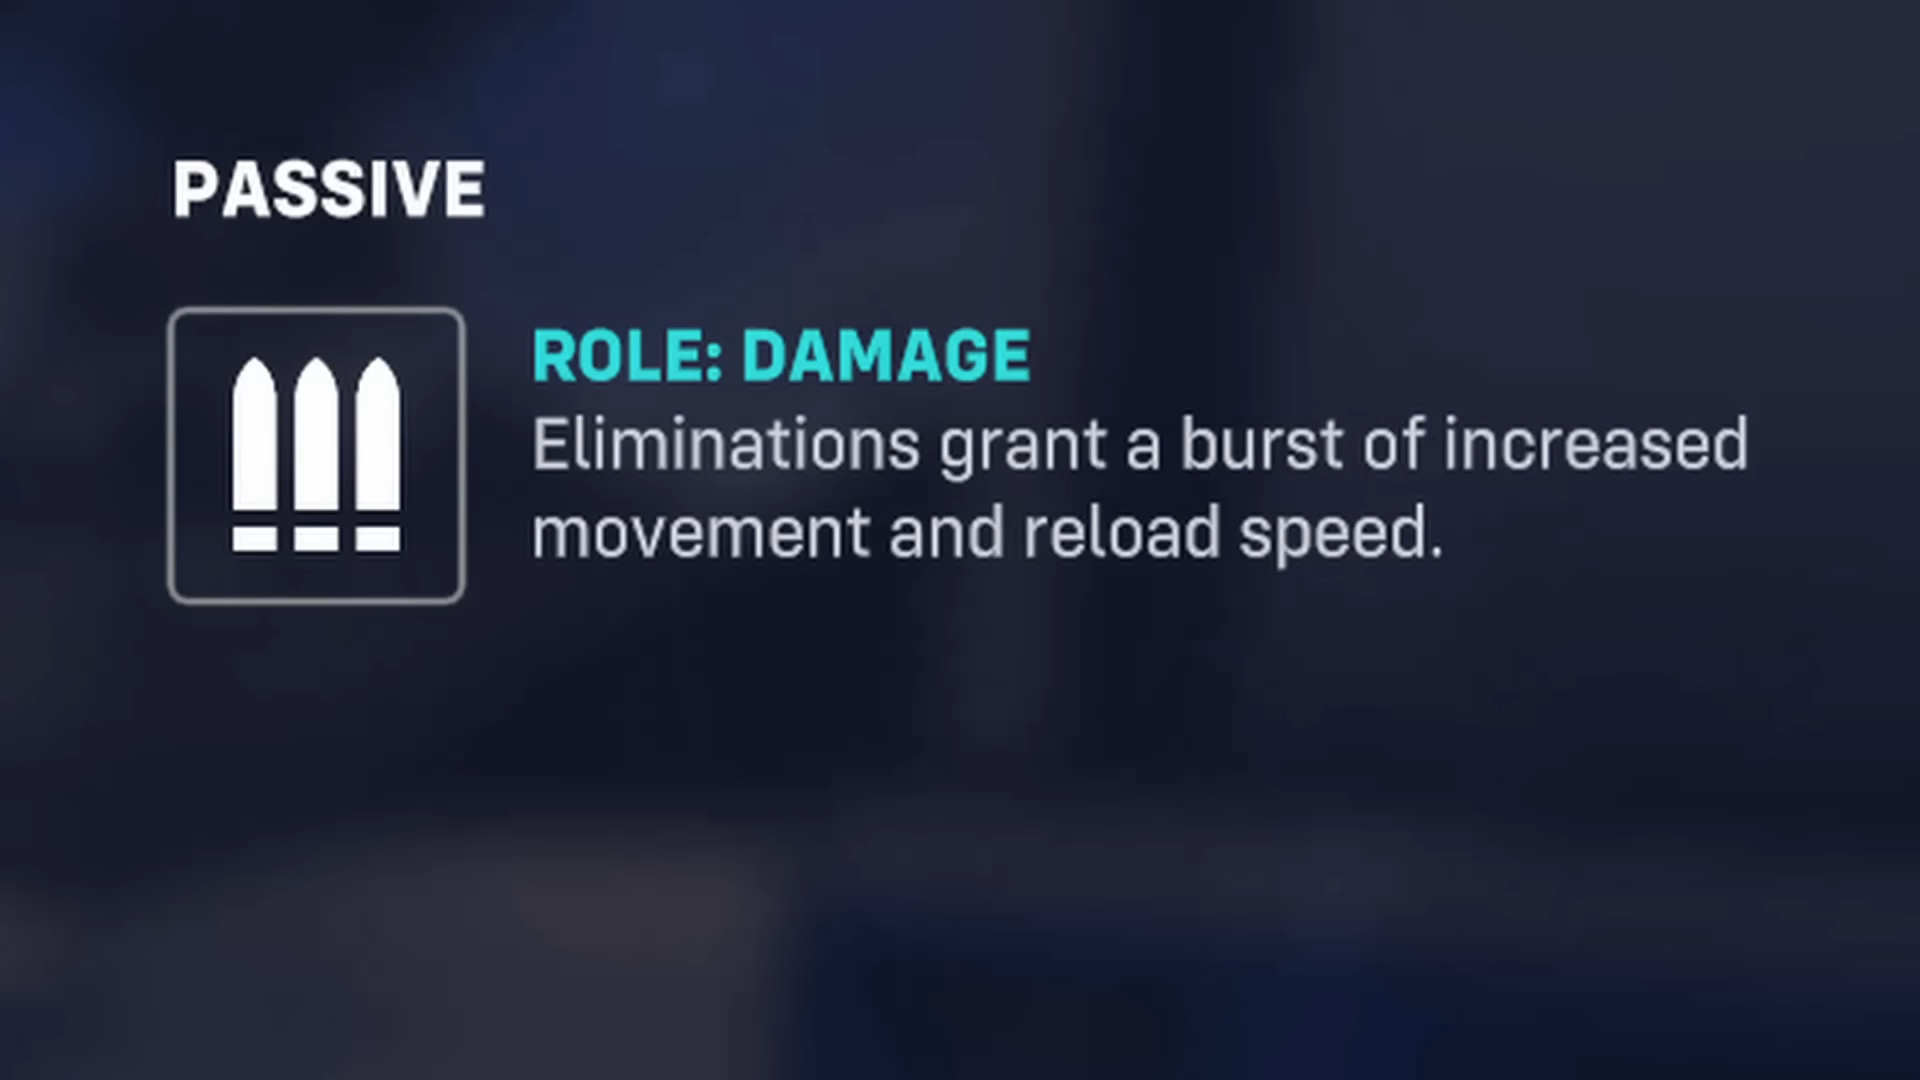 PASSIVE
ROLE: DAMAGE
Eliminations grant a burst of increased
movement and reload speed.